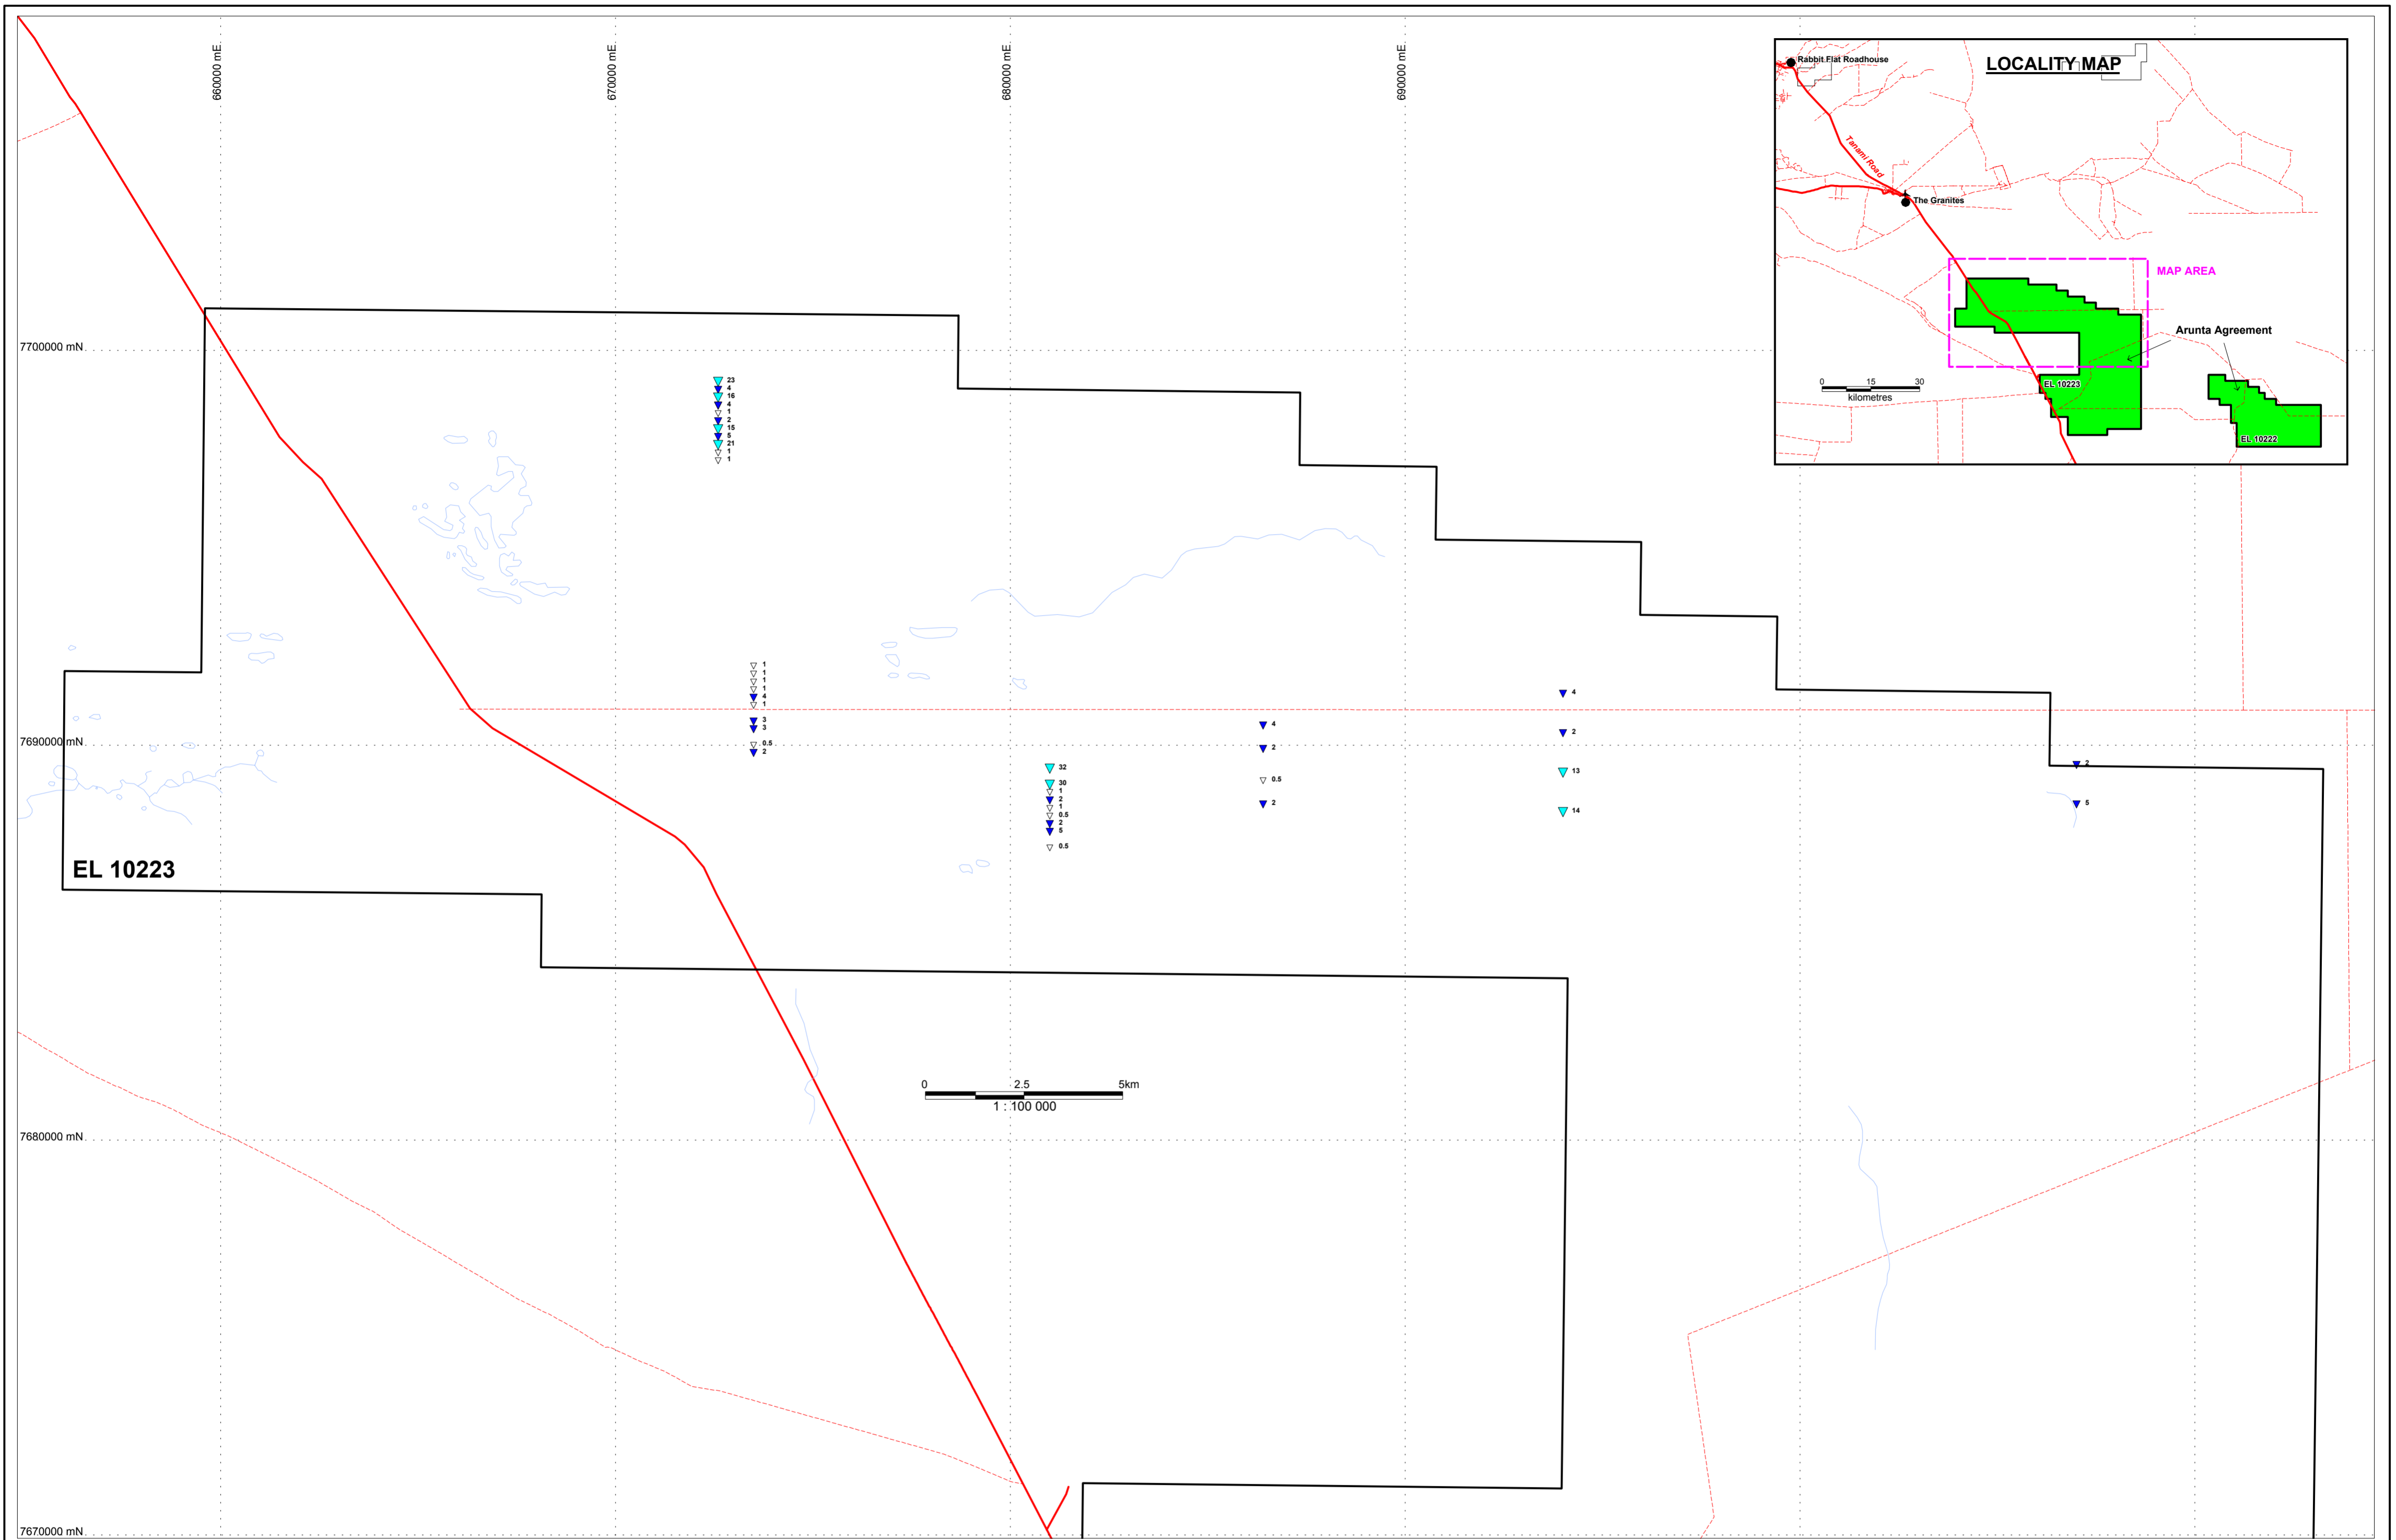 660000 mE
670000 mE
680000 mE
690000 mE
LOCALITY MAP
Rabbit Flat Roadhouse
Tanami Road
The Granites
MAP AREA
Arunta Agreement
0 15 30
kilometres
EL 10223
EL 10222
7700000 mN
23
4
16
4
1
2
15
5
21
1
1
1
1
1
1
4
1
3
3
0.5
2
7690000 mN
32
30
1
2
1
0.5
2
5
0.5
4
2
0.5
2
4
2
13
14
2
5
EL 10223
0 2.5 5km
1 : 100 000
7680000 mN
7670000 mN